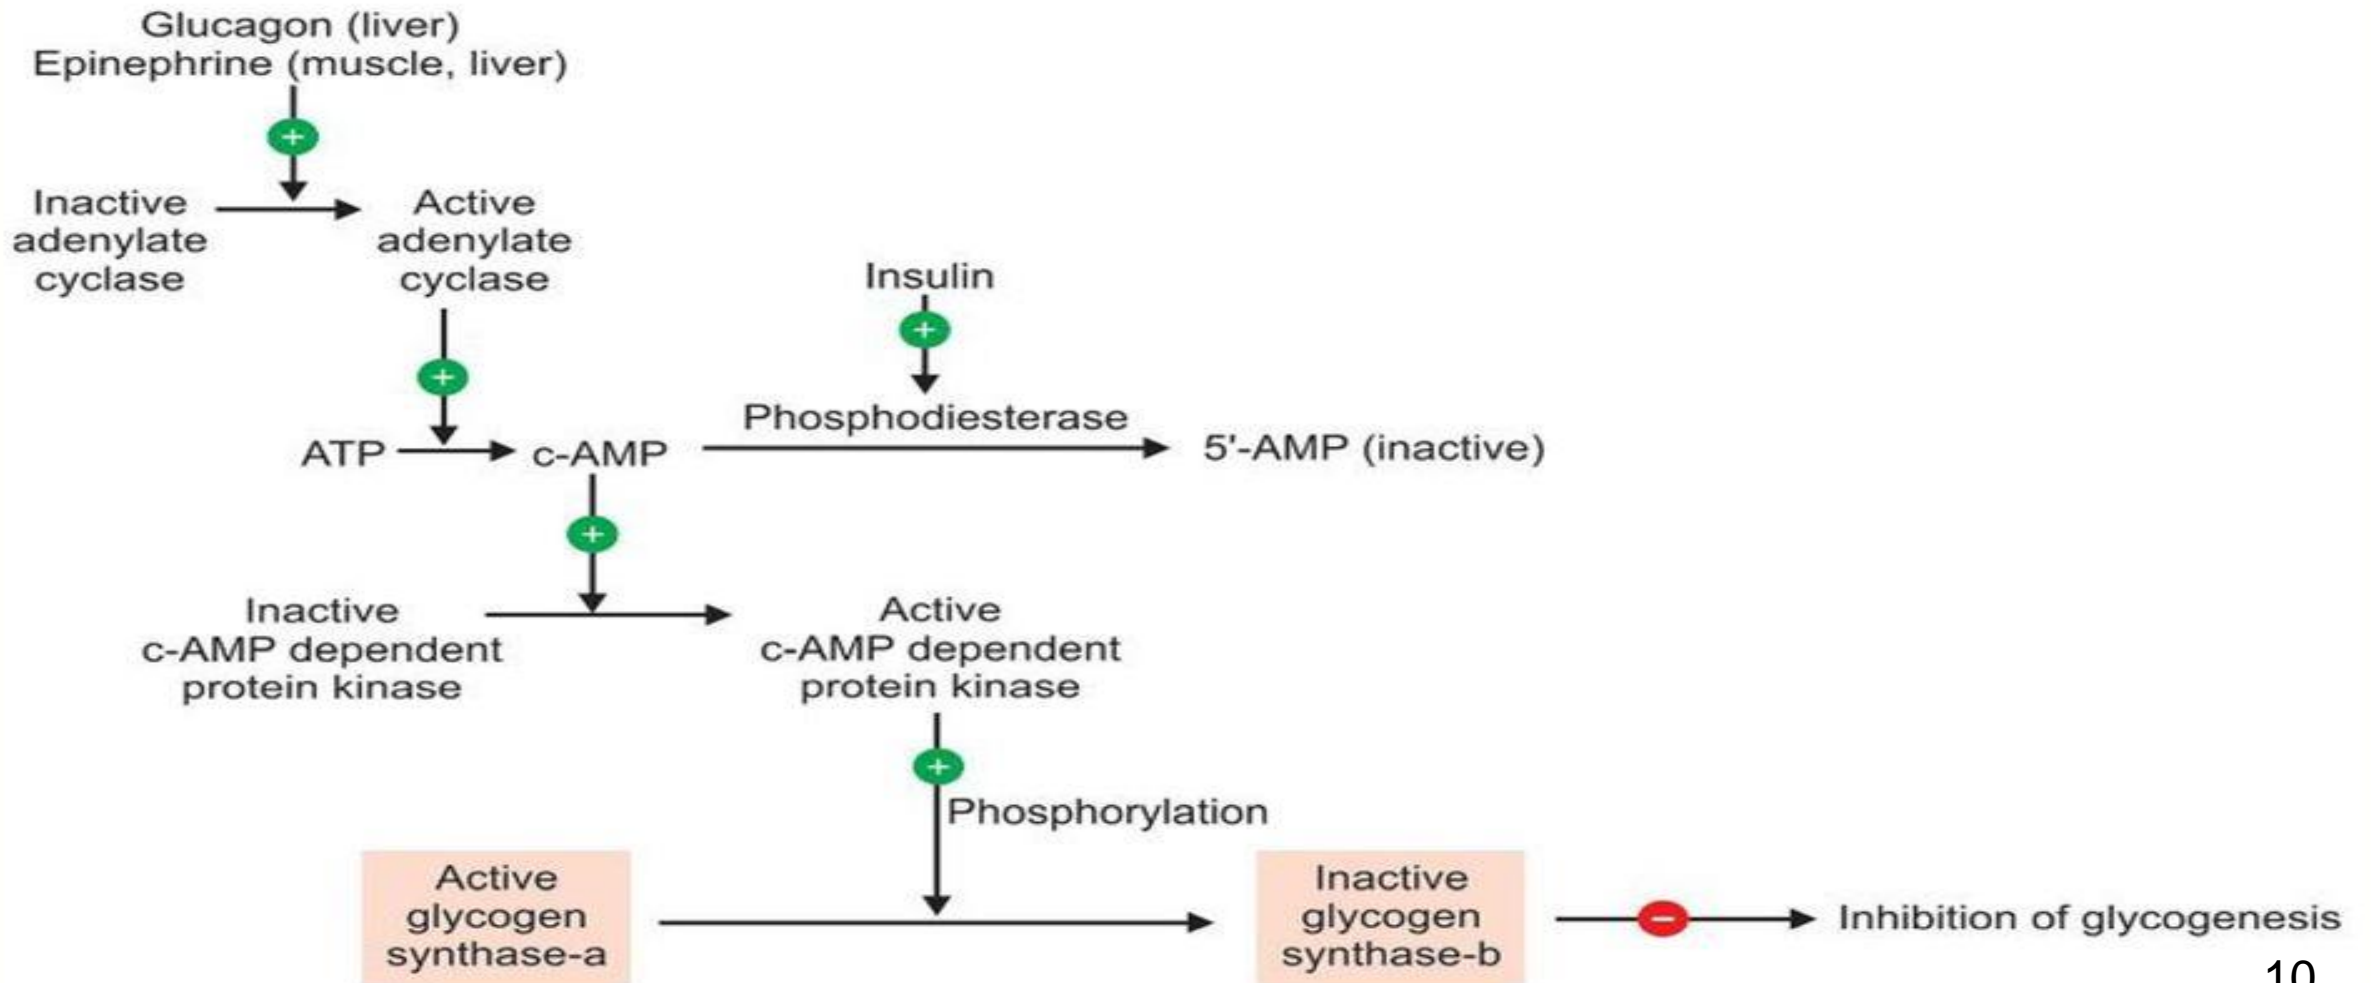 Glucagon (liver)
Epinephrine (muscle, liver)
+
Inactive
adenylate
cyclase
Active
adenylate
cyclase
Insulin
+
+
Phosphodiesterase
ATP
c-AMP
5'-AMP (inactive)
+
Inactive
c-AMP dependent
protein kinase
Active
c-AMP dependent
protein kinase
+
Phosphorylation
Active
glycogen
synthase-a
Inactive
glycogen
synthase-b
−
Inhibition of glycogenesis
10